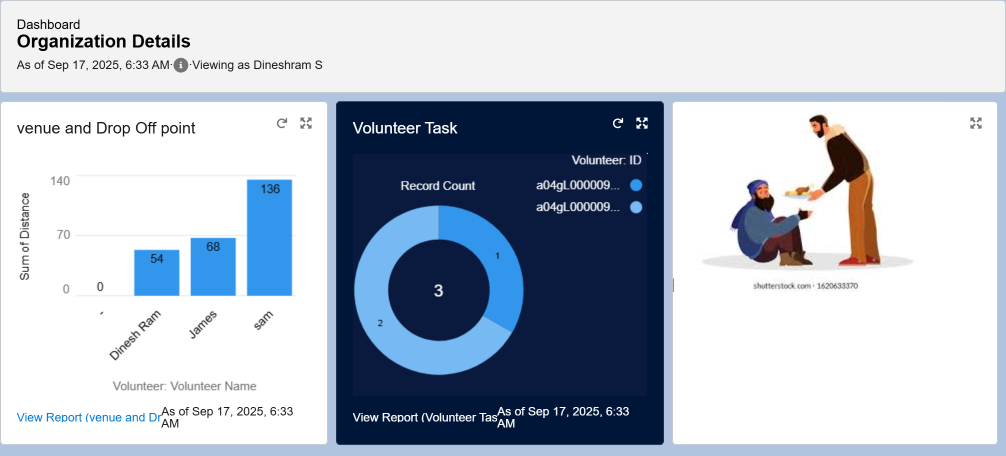 Dashboard
Organization Details
As of Sep 17, 2025, 6:33 AM·Viewing as Dineshram S
venue and Drop Off point
140
70
0
Sum of Distance
0
54
68
136
-
Dinesh Ram
James
sam
Volunteer: Volunteer Name
View Report (venue and Dr
As of Sep 17, 2025, 6:33
AM
Volunteer Task
Volunteer: ID
Record Count
a04gL000009...
a04gL000009...
1
3
2
View Report (Volunteer Tas
As of Sep 17, 2025, 6:33
AM
shutterstock.com · 1620633370